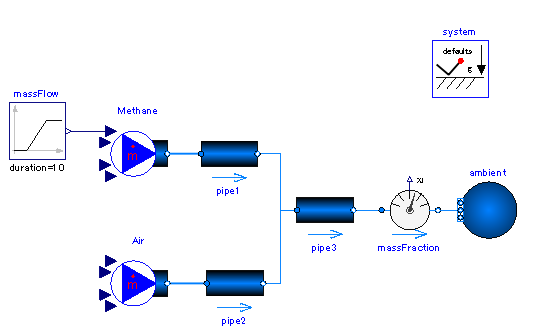 system
defaults
g
massFlow
duration=10
Methane
m
pipe1
Xi
ambient
pipe3
massFraction
Air
m
pipe2